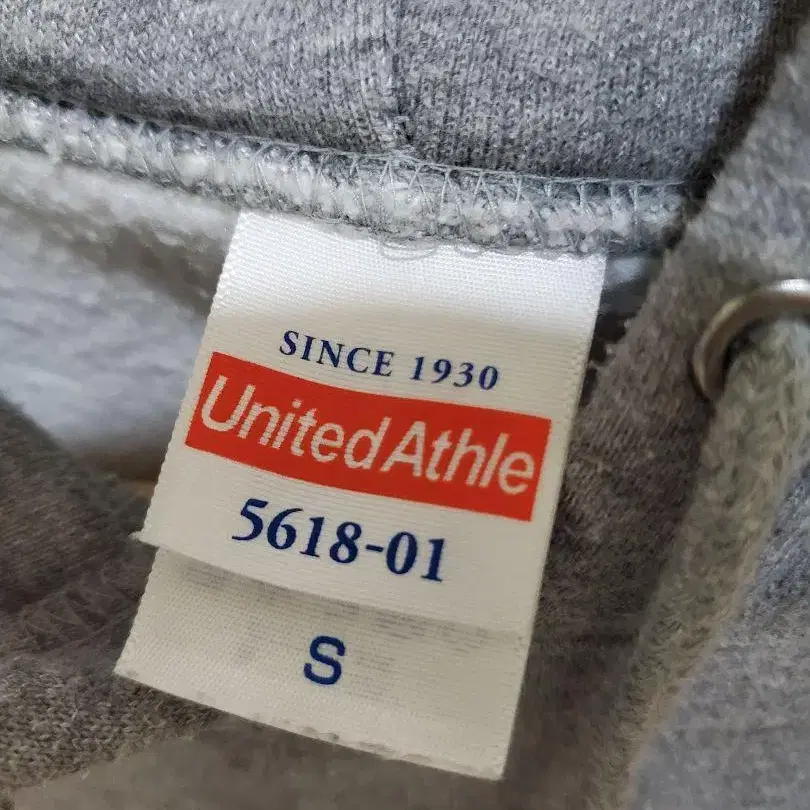 SINCE 1930
UnitedAthle
5618-01
S